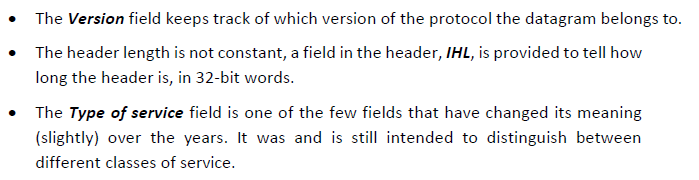 • The Version field keeps track of which version of the protocol the datagram belongs to.
• The header length is not constant, a field in the header, IHL, is provided to tell how
long the header is, in 32-bit words.
• The Type of service field is one of the few fields that have changed its meaning
(slightly) over the years. It was and is still intended to distinguish between
different classes of service.